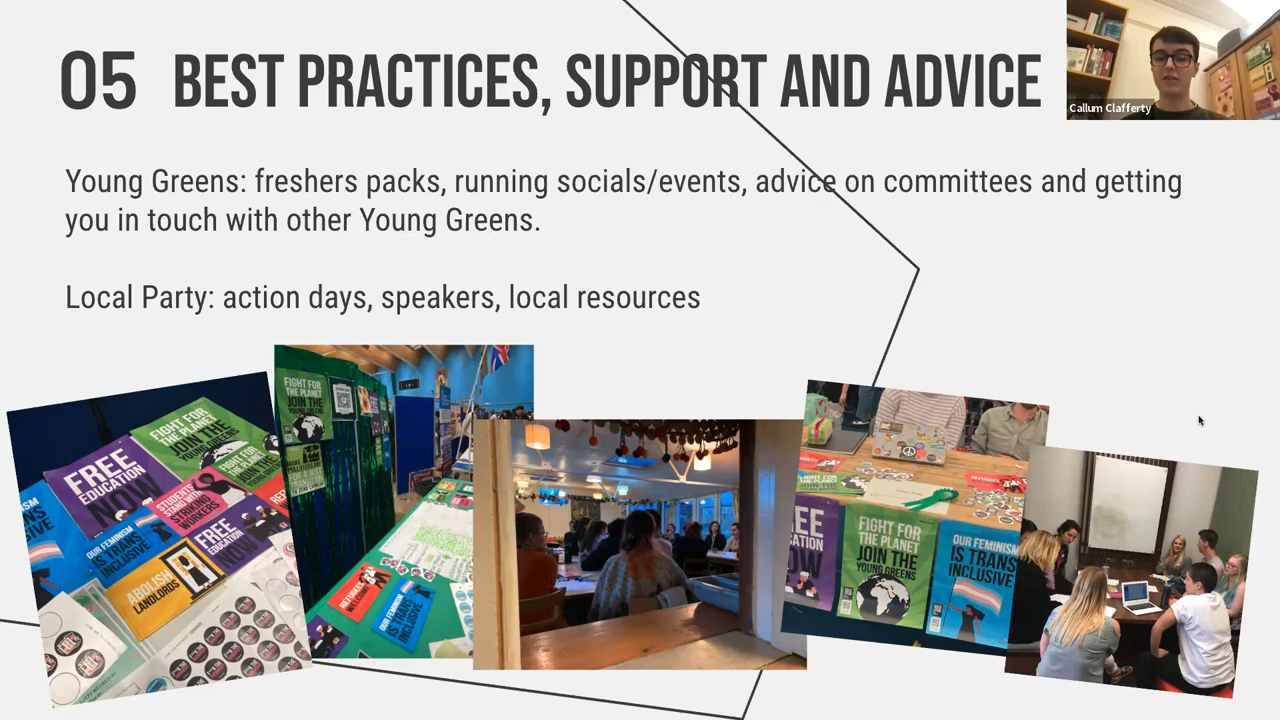 05 BEST PRACTICES, SUPPORT AND ADVICE
Callum Clafferty
Young Greens: freshers packs, running socials/events, advice on committees and getting
you in touch with other Young Greens.
Local Party: action days, speakers, local resources
FIGHT FOR
THE PLANET
JOIN THE
FREE
EDUCATION
NOW
STUDENTS
STAND WITH
STRIKING
WORKERS
OUR FEMINISM
IS TRANS
INCLUSIVE
FREE
EDUCATION
NOW
ABOLISH
LANDLORDS
FIGHT FOR
THE PLANET
JOIN THE
YOUNG GREENS
REFUGEES
WELCOME
OUR FEMINISM
IS TRANS
INCLUSIVE
FIGHT FOR
THE PLANET
JOIN THE
YOUNG GREENS
OUR FEMINISM
IS TRANS
INCLUSIVE